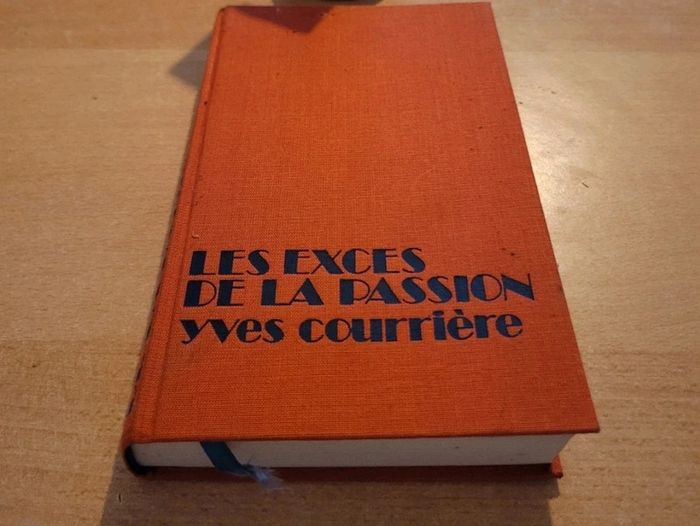 LES EXCES
DE LA PASSION
yves courrière